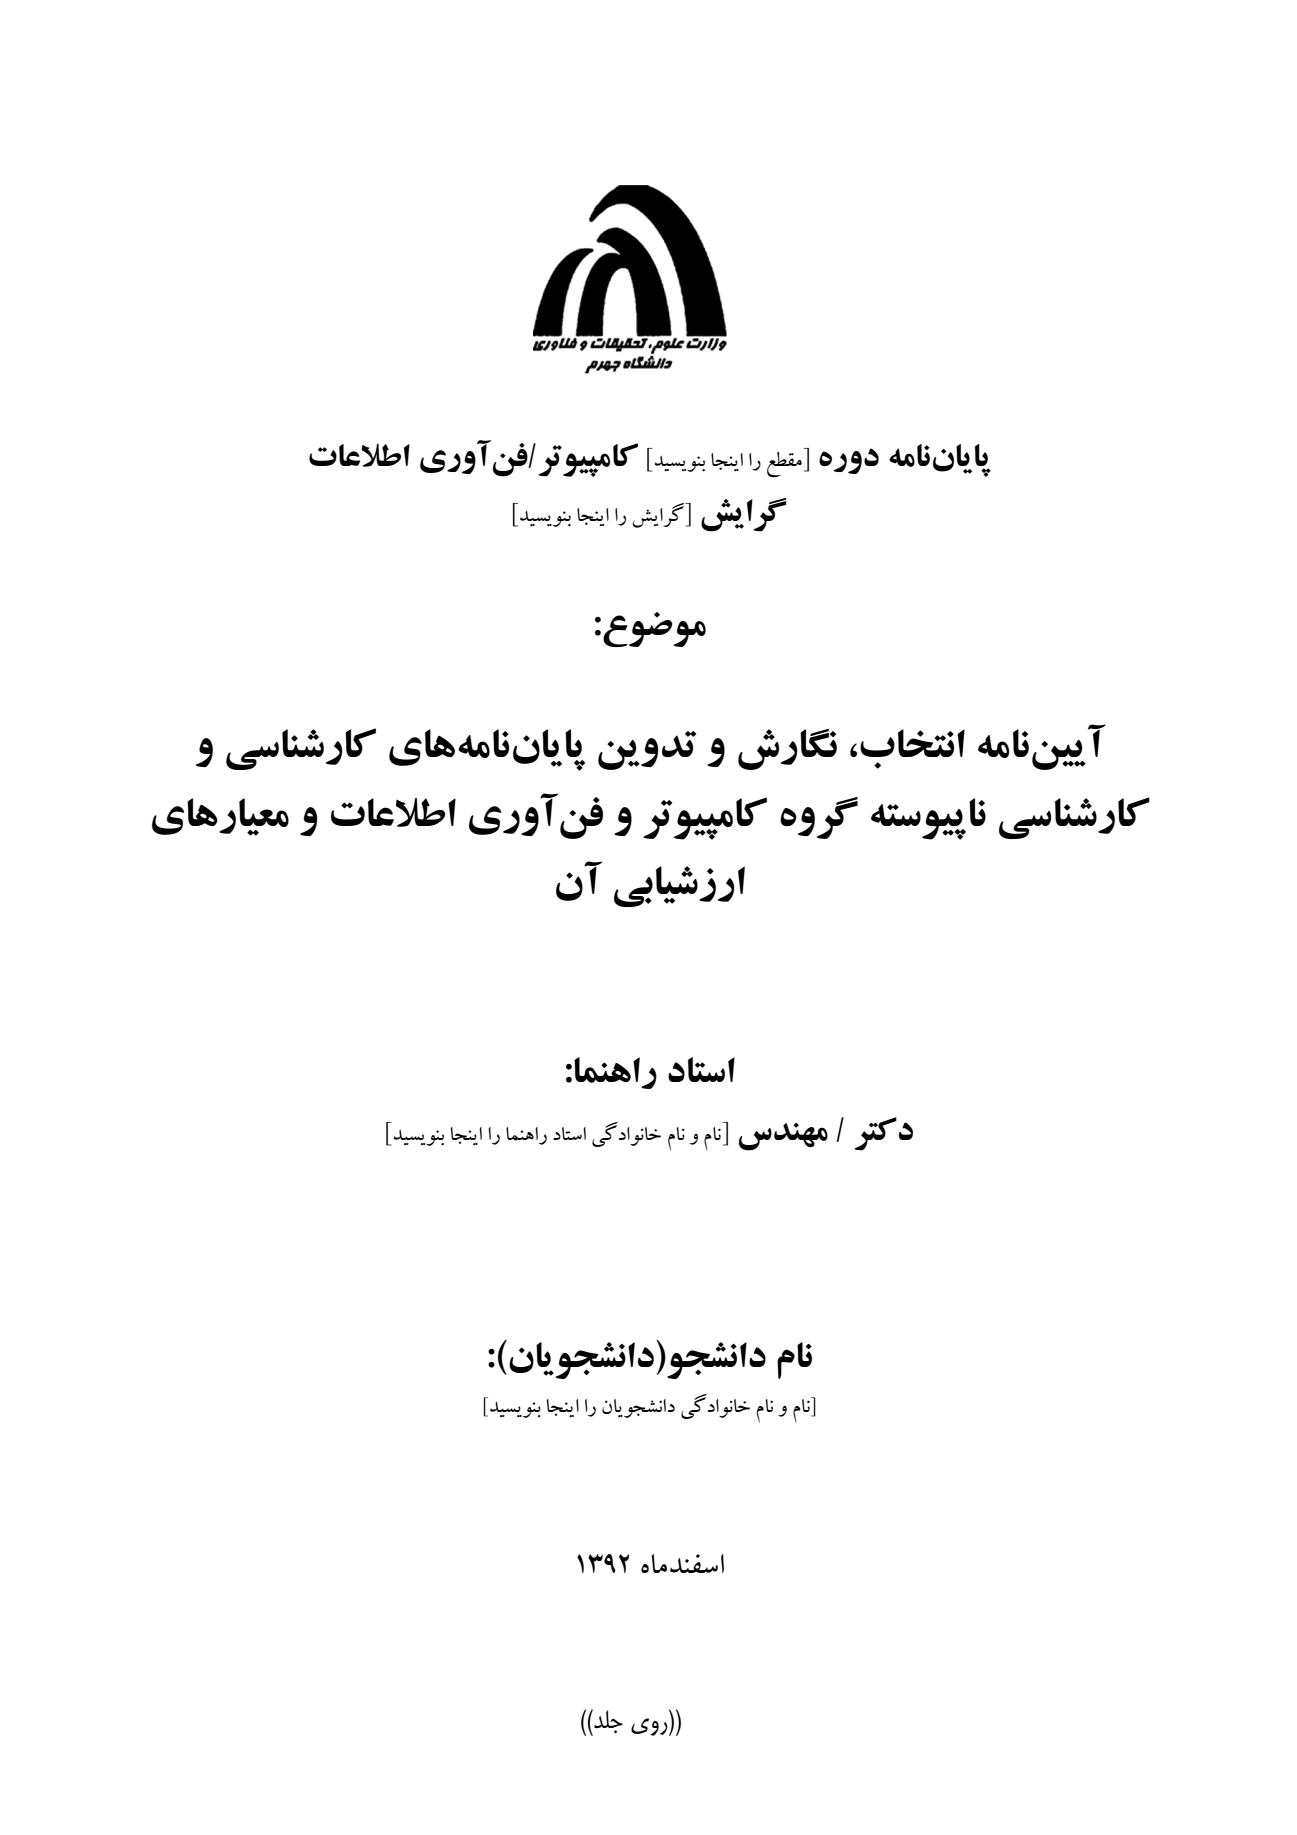 وزارت علوم، تحقیقات و فناوری
دانشگاه جهرم
پایان‌نامه دوره [مقطع را اینجا بنویسید] کامپیوتر/فن‌آوری اطلاعات
گرایش [گرایش را اینجا بنویسید]
موضوع:
آیین‌نامه انتخاب، نگارش و تدوین پایان‌نامه‌های کارشناسی و
کارشناسی ناپیوسته گروه کامپیوتر و فن‌آوری اطلاعات و معیارهای
ارزشیابی آن
استاد راهنما:
دکتر / مهندس [نام و نام خانوادگی استاد راهنما را اینجا بنویسید]
نام دانشجو(دانشجویان):
[نام و نام خانوادگی دانشجویان را اینجا بنویسید]
اسفندماه ۱۳۹۲
((روی جلد))